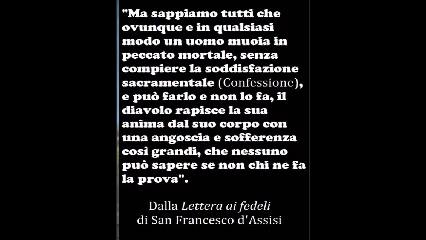 "Ma sappiamo tutti che
ovunque e in qualsiasi
modo un uomo muoia in
peccato mortale, senza
compiere la soddisfazione
sacramentale (Confessione),
e può farlo e non lo fa, il
diavolo rapisce la sua
anima dal suo corpo con
una angoscia e sofferenza
così grandi, che nessuno
può sapere se non chi ne fa
la prova".
Dalla Lettera ai fedeli
di San Francesco d'Assisi